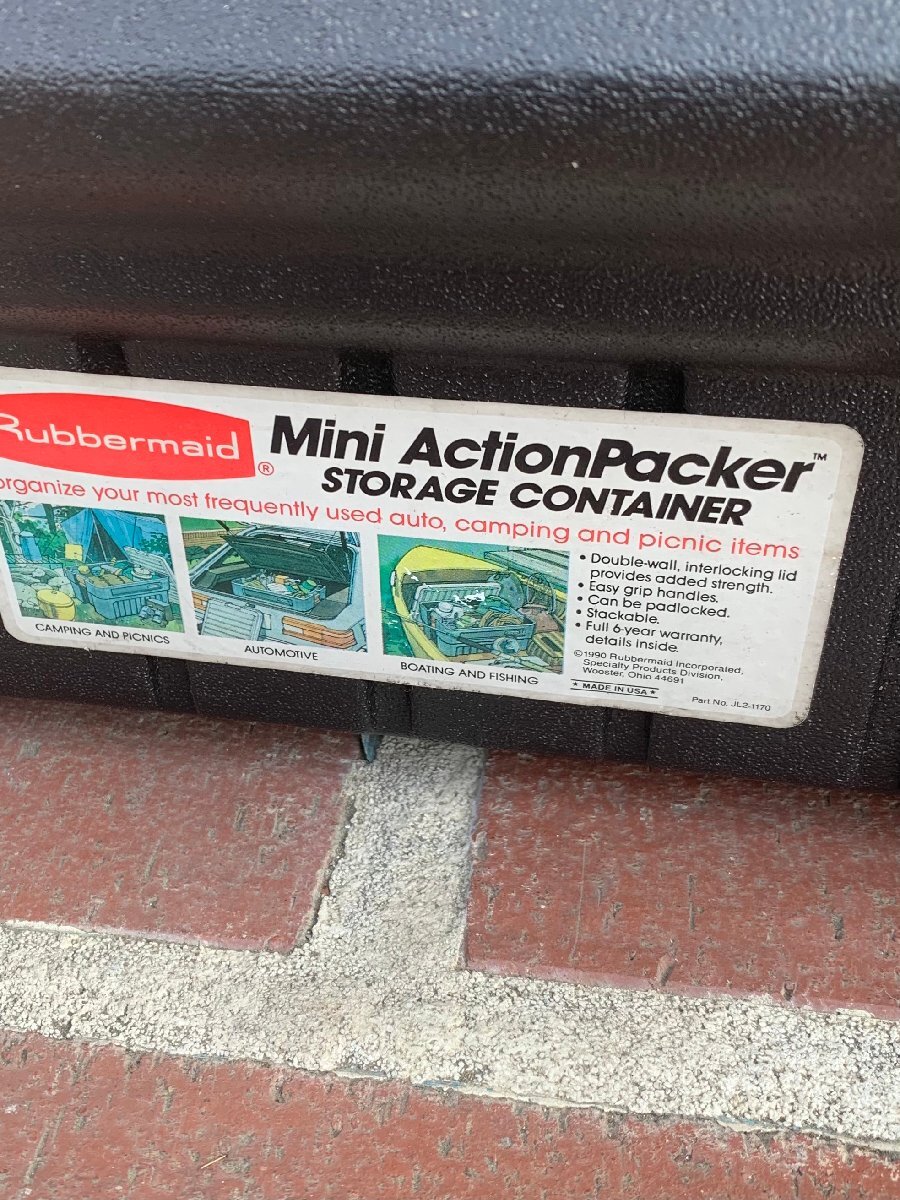 Rubbermaid ®
Mini ActionPacker™
STORAGE CONTAINER
organize your most frequently used auto, camping and picnic items
CAMPING AND PICNICS
AUTOMOTIVE
BOATING AND FISHING
• Double-wall, interlocking lid
provides added strength.
• Easy grip handles.
• Can be padlocked.
• Stackable.
• Full 6-year warranty,
details inside.
©1990 Rubbermaid Incorporated,
Specialty Products Division,
Wooster, Ohio 44691
★ MADE IN USA ★
Part No. JL2-1170